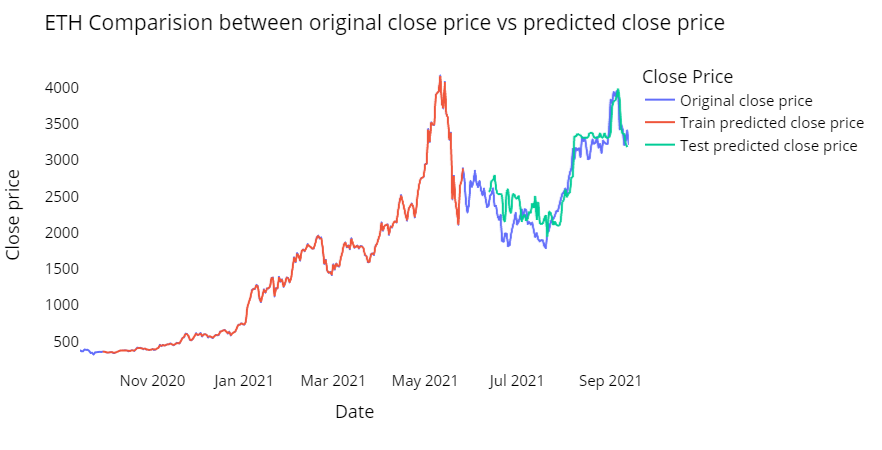 ETH Comparision between original close price vs predicted close price
Close Price
Original close price
Train predicted close price
Test predicted close price
Close price
4000
3500
3000
2500
2000
1500
1000
500
Nov 2020 Jan 2021 Mar 2021 May 2021 Jul 2021 Sep 2021
Date